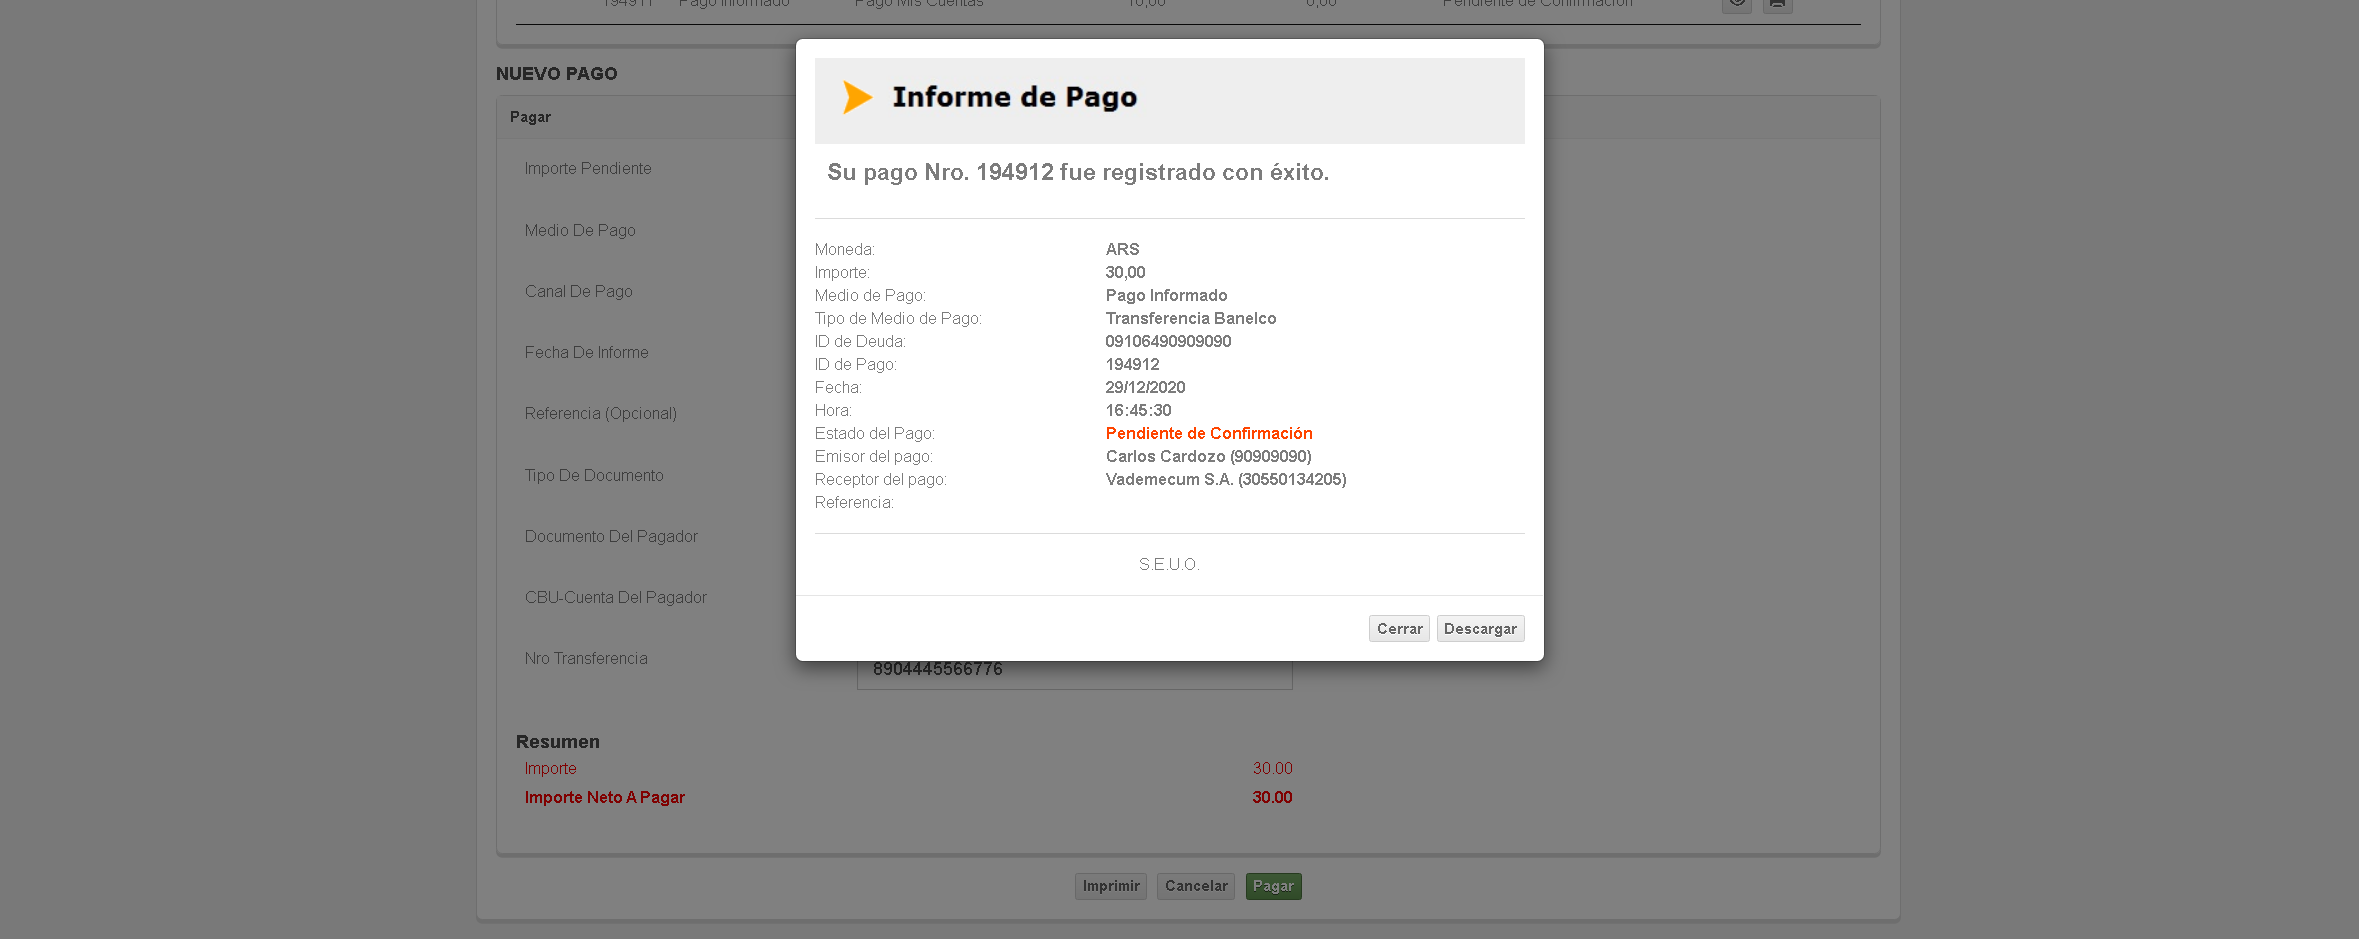 194911 Pago Informado Pago Mis Cuentas 10,00 0,00 Pendiente de Confirmación
NUEVO PAGO
Pagar
Importe Pendiente
Medio De Pago
Canal De Pago
Fecha De Informe
Referencia (Opcional)
Tipo De Documento
Documento Del Pagador
CBU-Cuenta Del Pagador
Nro Transferencia 8904445566776
Resumen
Importe 30.00
Importe Neto A Pagar 30.00
Imprimir Cancelar Pagar
Informe de Pago
Su pago Nro. 194912 fue registrado con éxito.
Moneda: ARS
Importe: 30,00
Medio de Pago: Pago Informado
Tipo de Medio de Pago: Transferencia Banelco
ID de Deuda: 09106490909090
ID de Pago: 194912
Fecha: 29/12/2020
Hora: 16:45:30
Estado del Pago: Pendiente de Confirmación
Emisor del pago: Carlos Cardozo (90909090)
Receptor del pago: Vademecum S.A. (30550134205)
Referencia:
S.E.U.O.
Cerrar Descargar